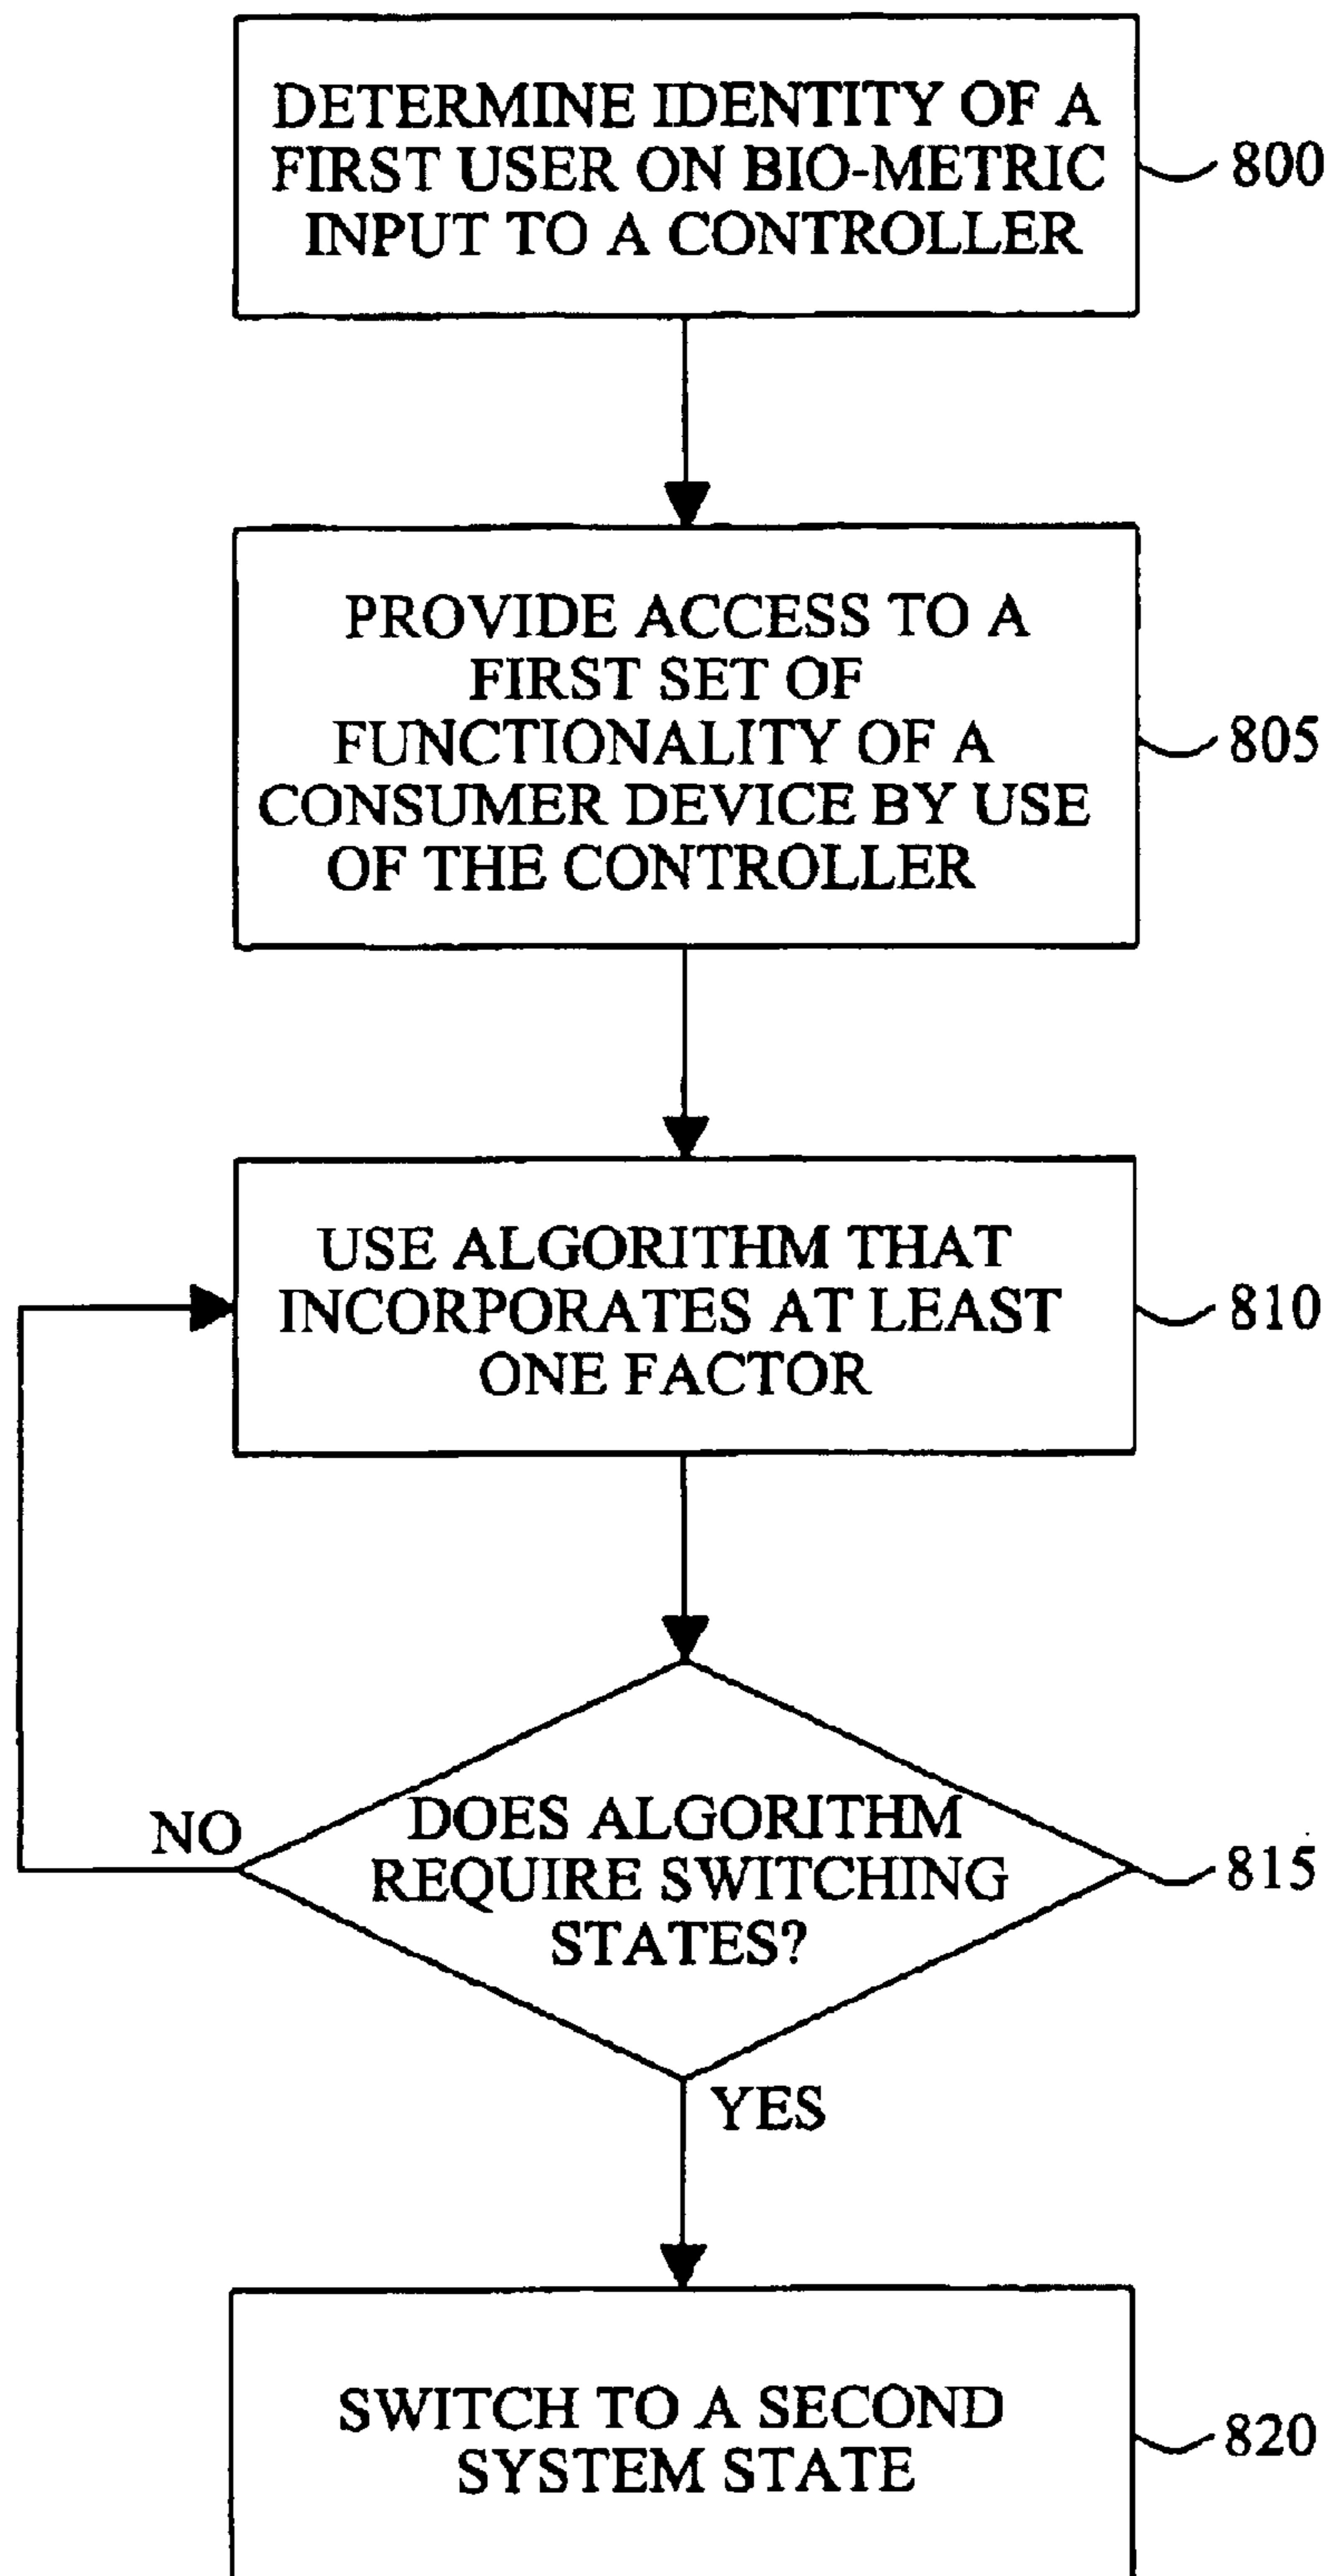 DETERMINE IDENTITY OF A
FIRST USER ON BIO-METRIC
INPUT TO A CONTROLLER
800
PROVIDE ACCESS TO A
FIRST SET OF
FUNCTIONALITY OF A
CONSUMER DEVICE BY USE
OF THE CONTROLLER
805
USE ALGORITHM THAT
INCORPORATES AT LEAST
ONE FACTOR
810
DOES ALGORITHM
REQUIRE SWITCHING
STATES?
815
NO
YES
SWITCH TO A SECOND
SYSTEM STATE
820